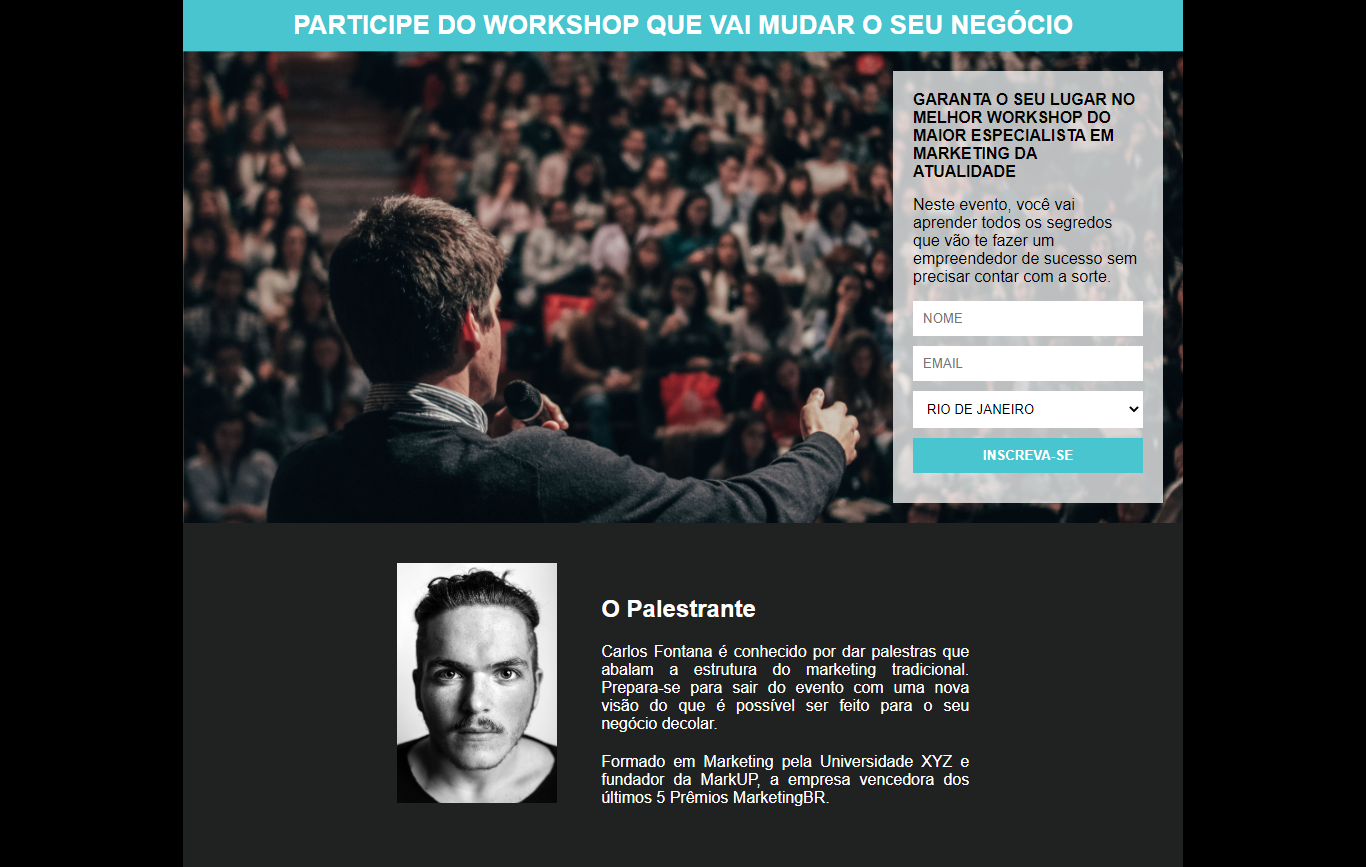 PARTICIPE DO WORKSHOP QUE VAI MUDAR O SEU NEGÓCIO
GARANTA O SEU LUGAR NO
MELHOR WORKSHOP DO
MAIOR ESPECIALISTA EM
MARKETING DA
ATUALIDADE
Neste evento, você vai
aprender todos os segredos
que vão te fazer um
empreendedor de sucesso sem
precisar contar com a sorte.
NOME
EMAIL
RIO DE JANEIRO
INSCREVA-SE
O Palestrante
Carlos Fontana é conhecido por dar palestras que
abalam a estrutura do marketing tradicional.
Prepara-se para sair do evento com uma nova
visão do que é possível ser feito para o seu
negócio decolar.
Formado em Marketing pela Universidade XYZ e
fundador da MarkUP, a empresa vencedora dos
últimos 5 Prêmios MarketingBR.